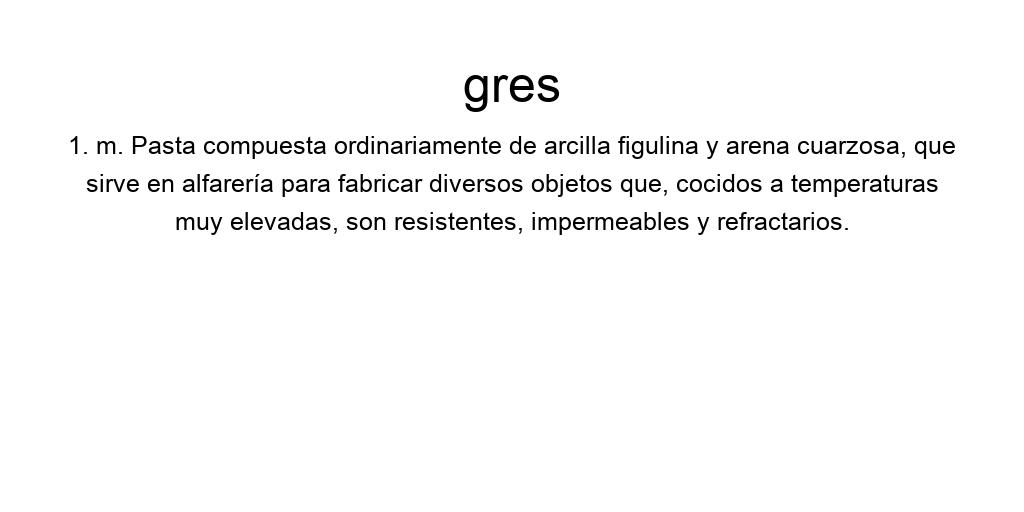 gres
1. m. Pasta compuesta ordinariamente de arcilla figulina y arena cuarzosa, que
sirve en alfarería para fabricar diversos objetos que, cocidos a temperaturas
muy elevadas, son resistentes, impermeables y refractarios.